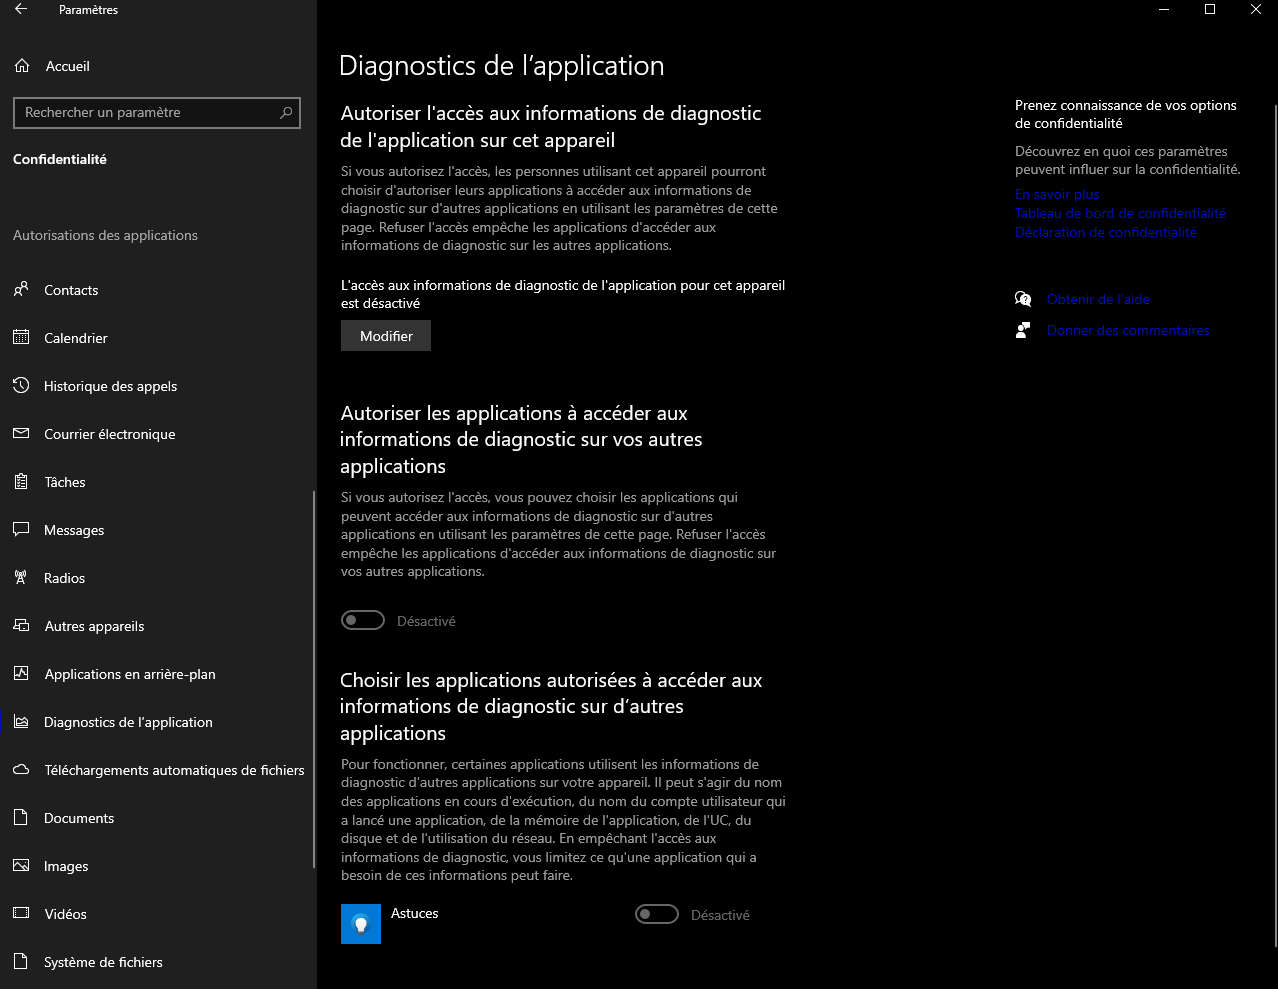 Paramètres
Accueil
Rechercher un paramètre
Confidentialité
Autorisations des applications
Contacts
Calendrier
Historique des appels
Courrier électronique
Tâches
Messages
Radios
Autres appareils
Applications en arrière-plan
Diagnostics de l’application
Téléchargements automatiques de fichiers
Documents
Images
Vidéos
Système de fichiers
Diagnostics de l’application
Autoriser l'accès aux informations de diagnostic
de l'application sur cet appareil
Si vous autorisez l'accès, les personnes utilisant cet appareil pourront
choisir d'autoriser leurs applications à accéder aux informations de
diagnostic sur d'autres applications en utilisant les paramètres de cette
page. Refuser l'accès empêche les applications d'accéder aux
informations de diagnostic sur les autres applications.
L'accès aux informations de diagnostic de l'application pour cet appareil
est désactivé
Modifier
Autoriser les applications à accéder aux
informations de diagnostic sur vos autres
applications
Si vous autorisez l'accès, vous pouvez choisir les applications qui
peuvent accéder aux informations de diagnostic sur d'autres
applications en utilisant les paramètres de cette page. Refuser l'accès
empêche les applications d'accéder aux informations de diagnostic sur
vos autres applications.
Désactivé
Choisir les applications autorisées à accéder aux
informations de diagnostic sur d’autres
applications
Pour fonctionner, certaines applications utilisent les informations de
diagnostic d'autres applications sur votre appareil. Il peut s'agir du nom
des applications en cours d'exécution, du nom du compte utilisateur qui
a lancé une application, de la mémoire de l'application, de l'UC, du
disque et de l'utilisation du réseau. En empêchant l'accès aux
informations de diagnostic, vous limitez ce qu'une application qui a
besoin de ces informations peut faire.
Astuces
Désactivé
Prenez connaissance de vos options
de confidentialité
Découvrez en quoi ces paramètres
peuvent influer sur la confidentialité.
En savoir plus
Tableau de bord de confidentialité
Déclaration de confidentialité
Obtenir de l'aide
Donner des commentaires